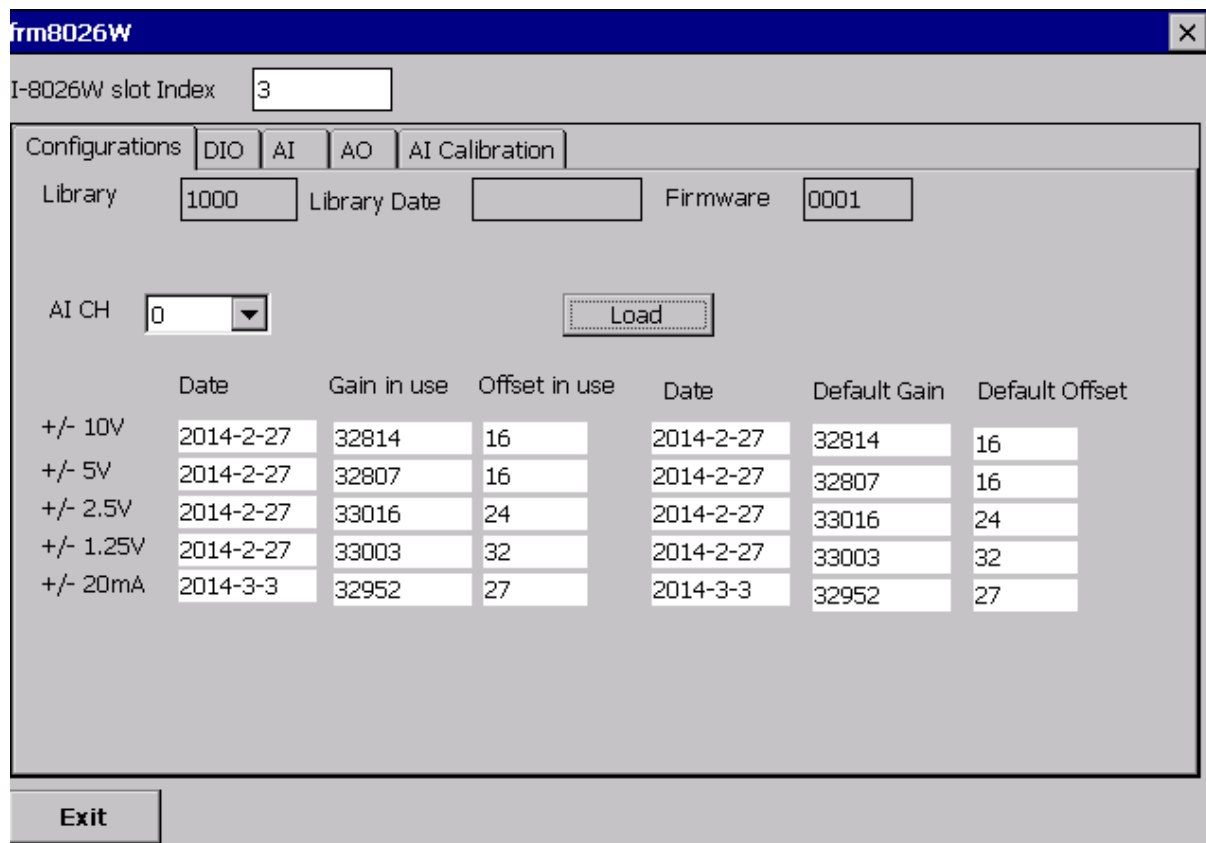 frm8026W
I-8026W slot Index 3
Configurations DIO AI AO AI Calibration
Library 1000 Library Date Firmware 0001
AI CH 0 Load
Date Gain in use Offset in use Date Default Gain Default Offset
+/- 10V 2014-2-27 32814 16 2014-2-27 32814 16
+/- 5V 2014-2-27 32807 16 2014-2-27 32807 16
+/- 2.5V 2014-2-27 33016 24 2014-2-27 33016 24
+/- 1.25V 2014-2-27 33003 32 2014-2-27 33003 32
+/- 20mA 2014-3-3 32952 27 2014-3-3 32952 27
Exit